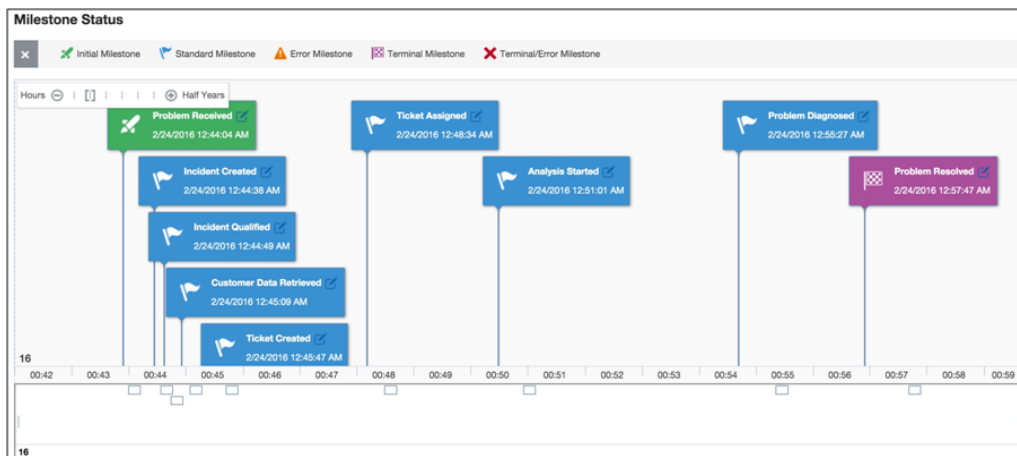 Milestone Status
Initial Milestone Standard Milestone Error Milestone Terminal Milestone Terminal/Error Milestone
Hours Half Years
Problem Received
2/24/2016 12:44:04 AM
Ticket Assigned
2/24/2016 12:48:34 AM
Problem Diagnosed
2/24/2016 12:55:27 AM
Incident Created
2/24/2016 12:44:38 AM
Analysis Started
2/24/2016 12:51:01 AM
Problem Resolved
2/24/2016 12:57:47 AM
Incident Qualified
2/24/2016 12:44:49 AM
Customer Data Retrieved
2/24/2016 12:45:09 AM
Ticket Created
2/24/2016 12:45:47 AM
16
00:42 00:43 00:44 00:45 00:46 00:47 00:48 00:49 00:50 00:51 00:52 00:53 00:54 00:55 00:56 00:57 00:58 00:59
16